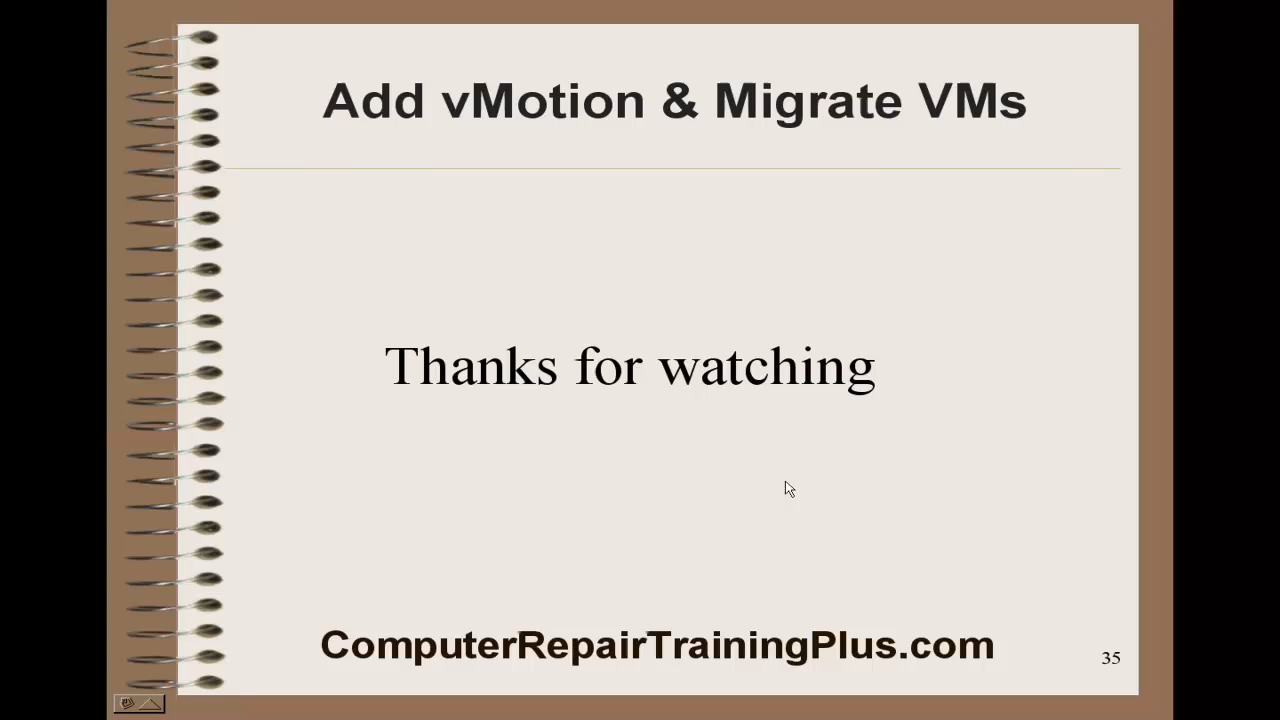 Add vMotion & Migrate VMs
Thanks for watching
ComputerRepairTrainingPlus.com
35